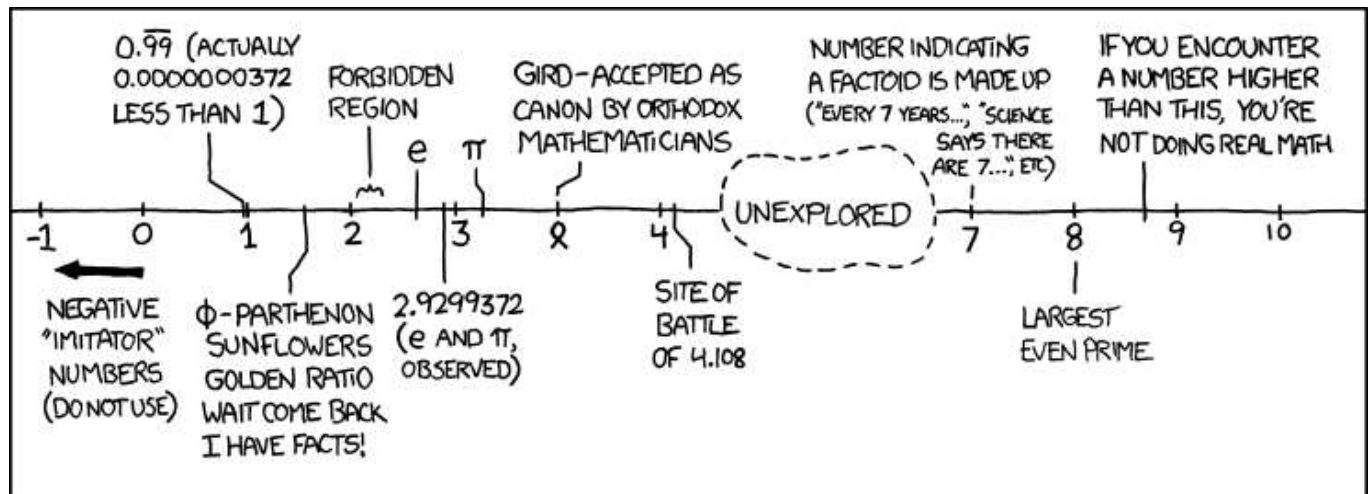 0.99̅ (ACTUALLY
0.0000000372
LESS THAN 1)
FORBIDDEN
REGION
e
π
GIRD-ACCEPTED AS
CANON BY ORTHODOX
MATHEMATICIANS
NUMBER INDICATING
A FACTOID IS MADE UP
("EVERY 7 YEARS...", "SCIENCE
SAYS THERE
ARE 7...", ETC)
IF YOU ENCOUNTER
A NUMBER HIGHER
THAN THIS, YOU'RE
NOT DOING REAL MATH
UNEXPLORED
-1 0 1 2 3 ዳ 4 7 8 9 10
NEGATIVE
"IMITATOR"
NUMBERS
(DO NOT USE)
Φ-PARTHENON
SUNFLOWERS
GOLDEN RATIO
WAIT COME BACK
I HAVE FACTS!
2.9299372
(e AND π,
OBSERVED)
SITE OF
BATTLE
OF 4.108
LARGEST
EVEN PRIME